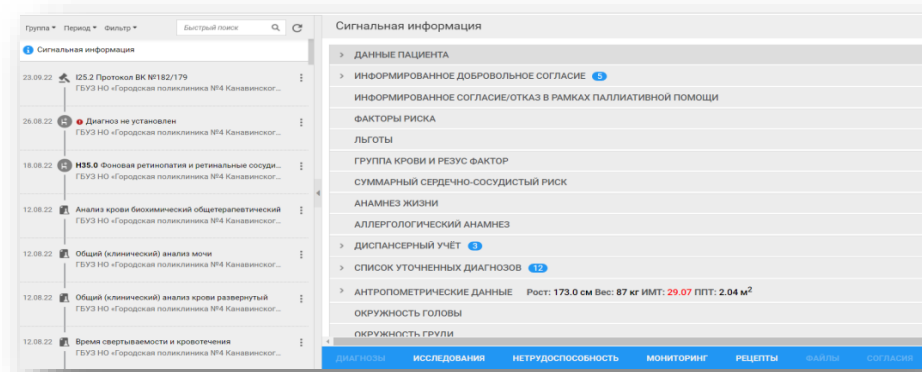 Группа Период Фильтр Быстрый поиск
Сигнальная информация
23.09.22 I25.2 Протокол ВК №182/179
ГБУЗ НО «Городская поликлиника №4 Канавинског...
26.08.22 Диагноз не установлен
ГБУЗ НО «Городская поликлиника №4 Канавинског...
18.08.22 H35.0 Фоновая ретинопатия и ретинальные сосуди...
ГБУЗ НО «Городская поликлиника №4 Канавинског...
12.08.22 Анализ крови биохимический общетерапевтический
ГБУЗ НО «Городская поликлиника №4 Канавинског...
12.08.22 Общий (клинический) анализ мочи
ГБУЗ НО «Городская поликлиника №4 Канавинског...
12.08.22 Общий (клинический) анализ крови развернутый
ГБУЗ НО «Городская поликлиника №4 Канавинског...
12.08.22 Время свертываемости и кровотечения
ГБУЗ НО «Городская поликлиника №4 Канавинског...
Сигнальная информация
ДАННЫЕ ПАЦИЕНТА
ИНФОРМИРОВАННОЕ ДОБРОВОЛЬНОЕ СОГЛАСИЕ 5
ИНФОРМИРОВАННОЕ СОГЛАСИЕ/ОТКАЗ В РАМКАХ ПАЛЛИАТИВНОЙ ПОМОЩИ
ФАКТОРЫ РИСКА
ЛЬГОТЫ
ГРУППА КРОВИ И РЕЗУС ФАКТОР
СУММАРНЫЙ СЕРДЕЧНО-СОСУДИСТЫЙ РИСК
АНАМНЕЗ ЖИЗНИ
АЛЛЕРГОЛОГИЧЕСКИЙ АНАМНЕЗ
ДИСПАНСЕРНЫЙ УЧЁТ 3
СПИСОК УТОЧНЕННЫХ ДИАГНОЗОВ 12
АНТРОПОМЕТРИЧЕСКИЕ ДАННЫЕ Рост: 173.0 см Вес: 87 кг ИМТ: 29.07 ППТ: 2.04 м²
ОКРУЖНОСТЬ ГОЛОВЫ
ОКРУЖНОСТЬ ГРУДИ
ДИАГНОЗЫ ИССЛЕДОВАНИЯ НЕТРУДОСПОСОБНОСТЬ МОНИТОРИНГ РЕЦЕПТЫ ФАЙЛЫ СОГЛАСИЯ